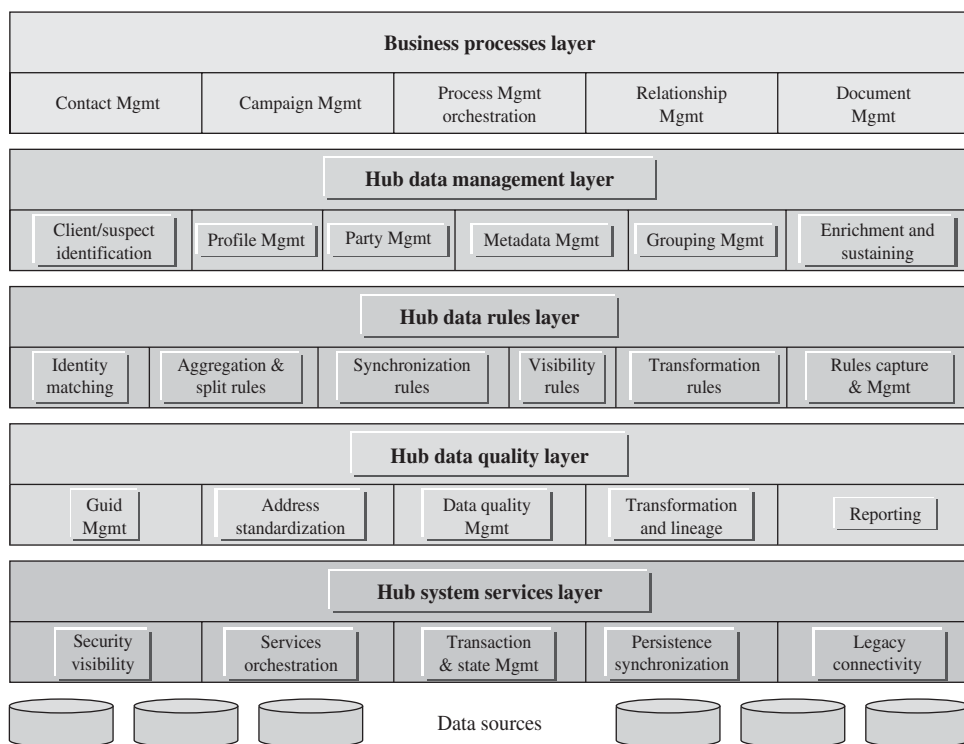 Business processes layer
Contact Mgmt
Campaign Mgmt
Process Mgmt
orchestration
Relationship
Mgmt
Document
Mgmt
Hub data management layer
Client/suspect
identification
Profile Mgmt
Party Mgmt
Metadata Mgmt
Grouping Mgmt
Enrichment and
sustaining
Hub data rules layer
Identity
matching
Aggregation &
split rules
Synchronization
rules
Visibility
rules
Transformation
rules
Rules capture
& Mgmt
Hub data quality layer
Guid
Mgmt
Address
standardization
Data quality
Mgmt
Transformation
and lineage
Reporting
Hub system services layer
Security
visibility
Services
orchestration
Transaction
& state Mgmt
Persistence
synchronization
Legacy
connectivity
Data sources